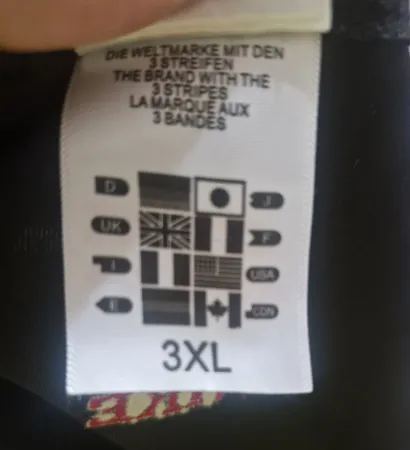 DIE WELTMARKE MIT DEN
3 STREIFEN
THE BRAND WITH THE
3 STRIPES
LA MARQUE AUX
3 BANDES
D J
UK F
I USA
E CDN
3XL